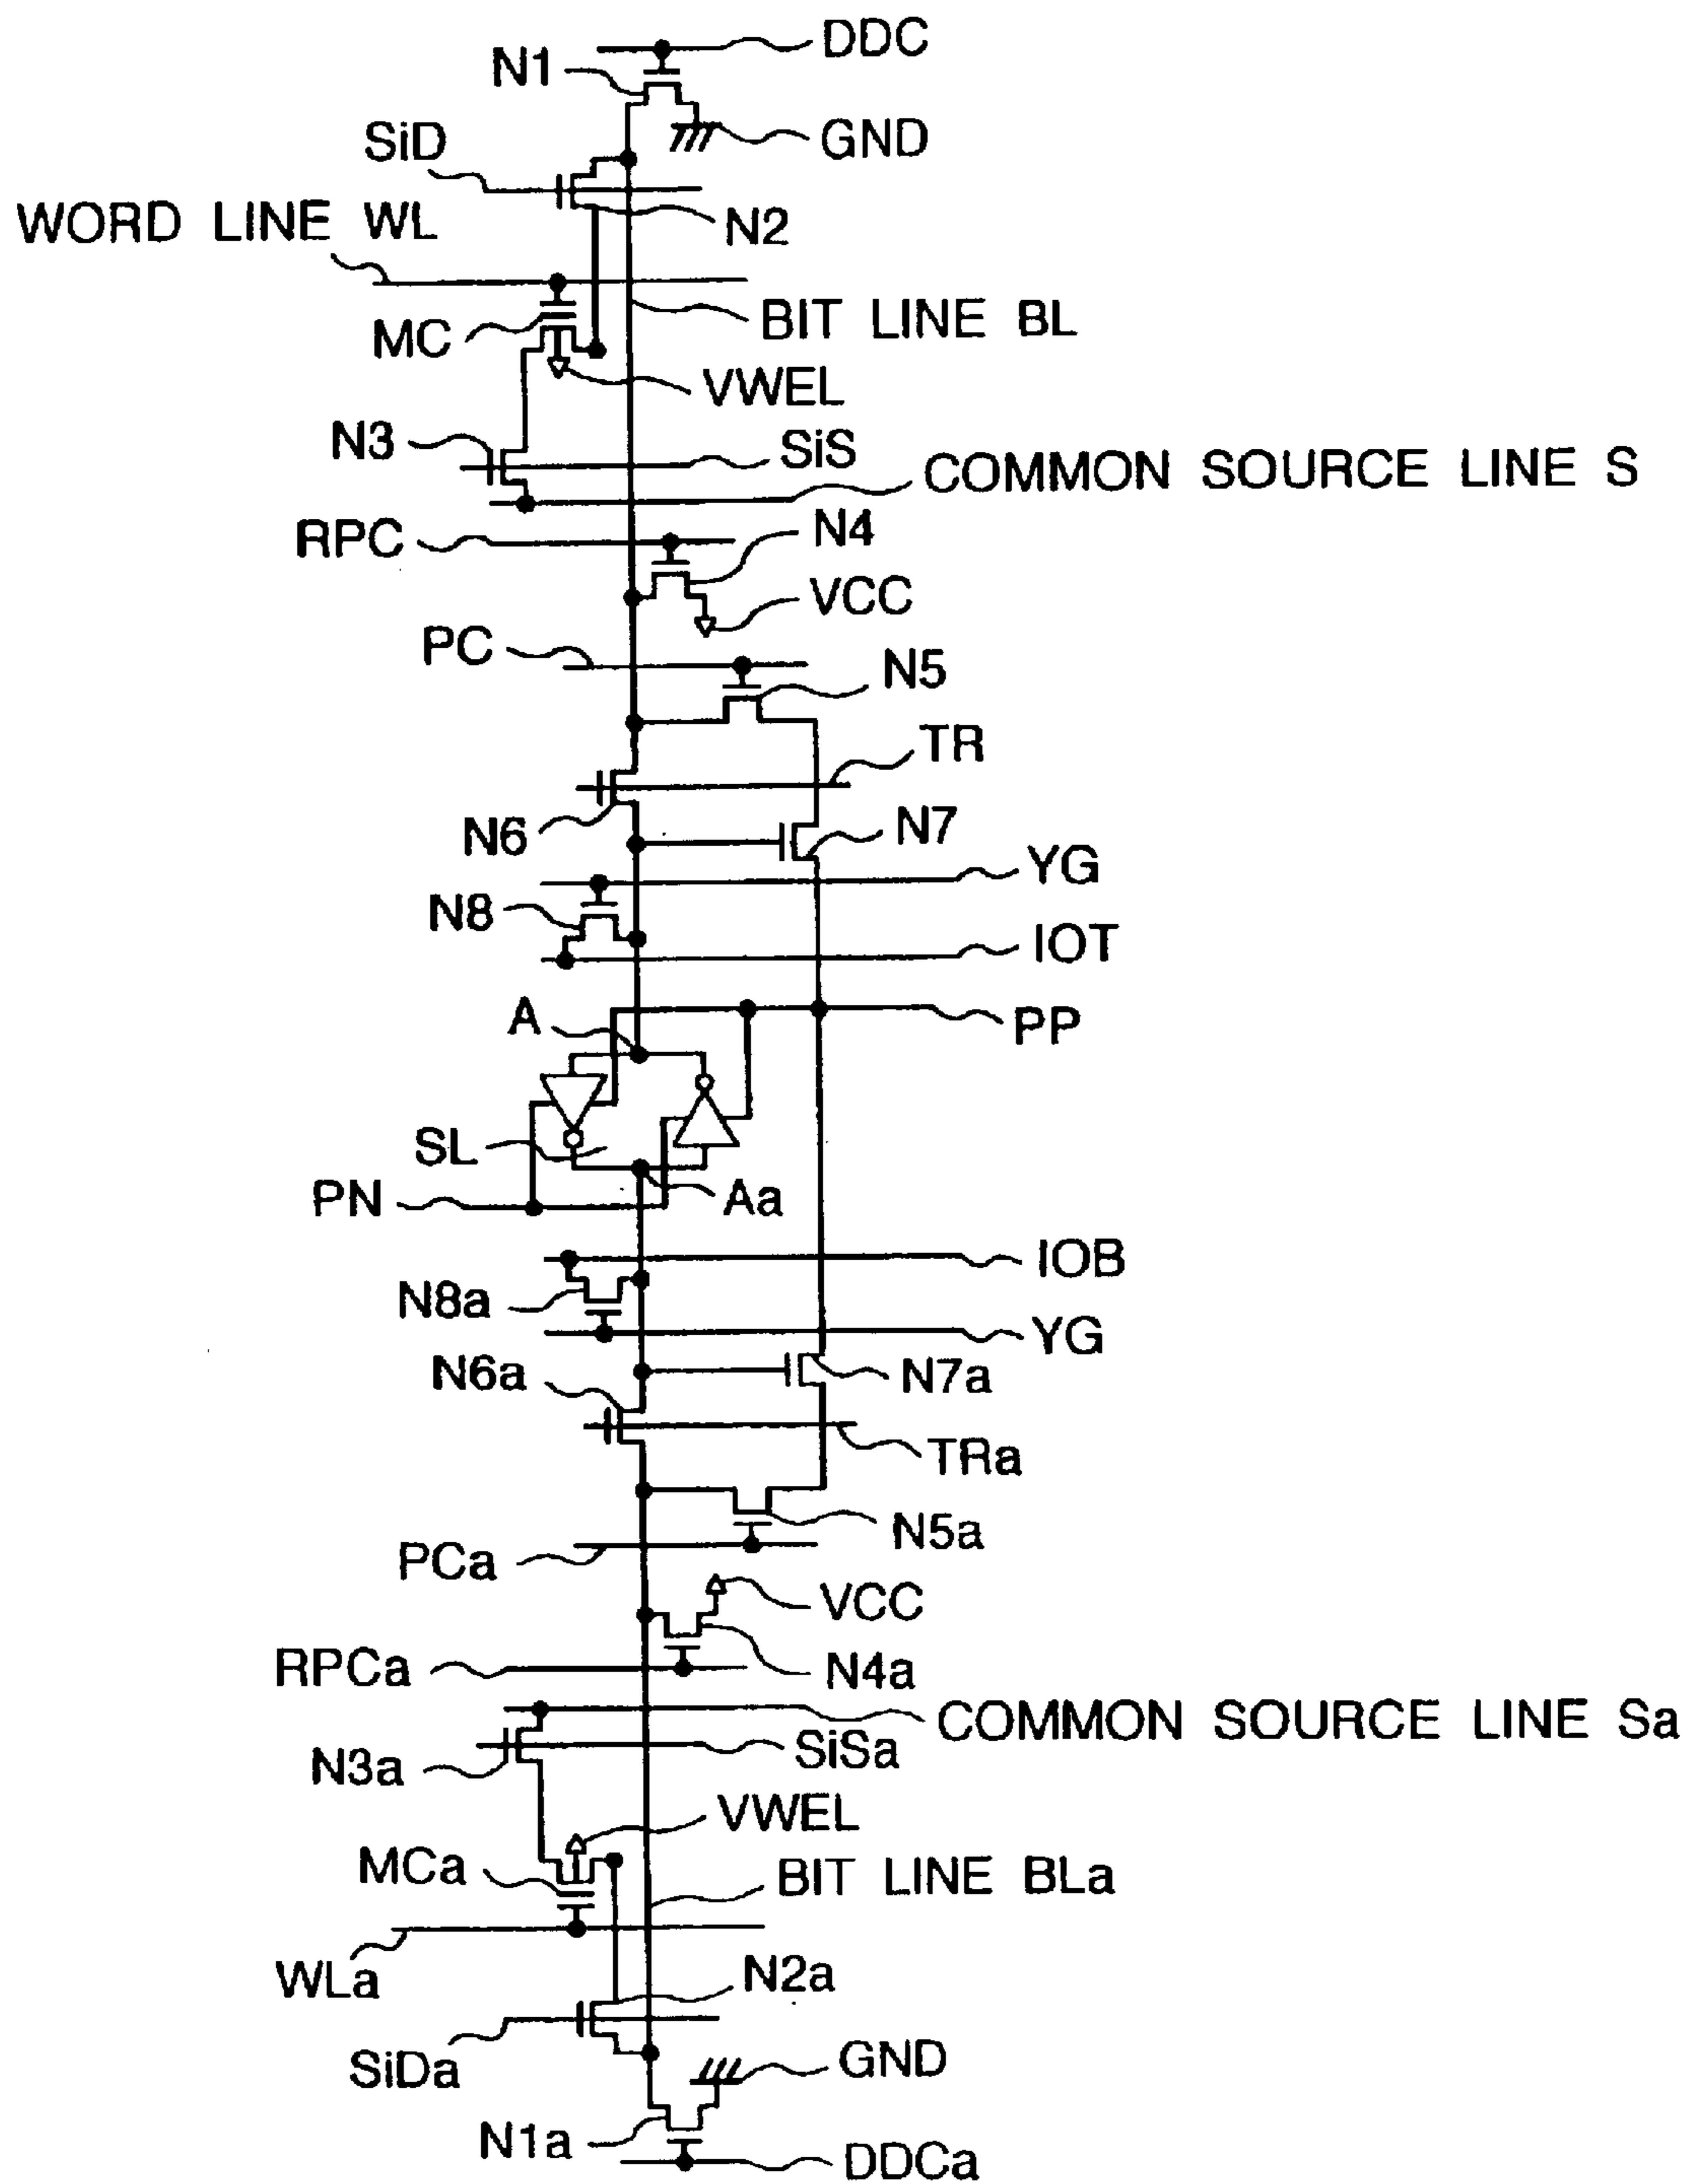 DDC
N1
GND
SiD
N2
WORD LINE WL
BIT LINE BL
MC
VWEL
N3
SiS
COMMON SOURCE LINE S
N4
RPC
VCC
PC
N5
TR
N6
N7
YG
N8
IOT
A
PP
SL
PN
Aa
IOB
N8a
YG
N6a
N7a
TRa
N5a
PCa
VCC
RPCa
N4a
COMMON SOURCE LINE Sa
SiSa
N3a
VWEL
MCa
BIT LINE BLa
WLa
N2a
SiDa
GND
N1a
DDCa